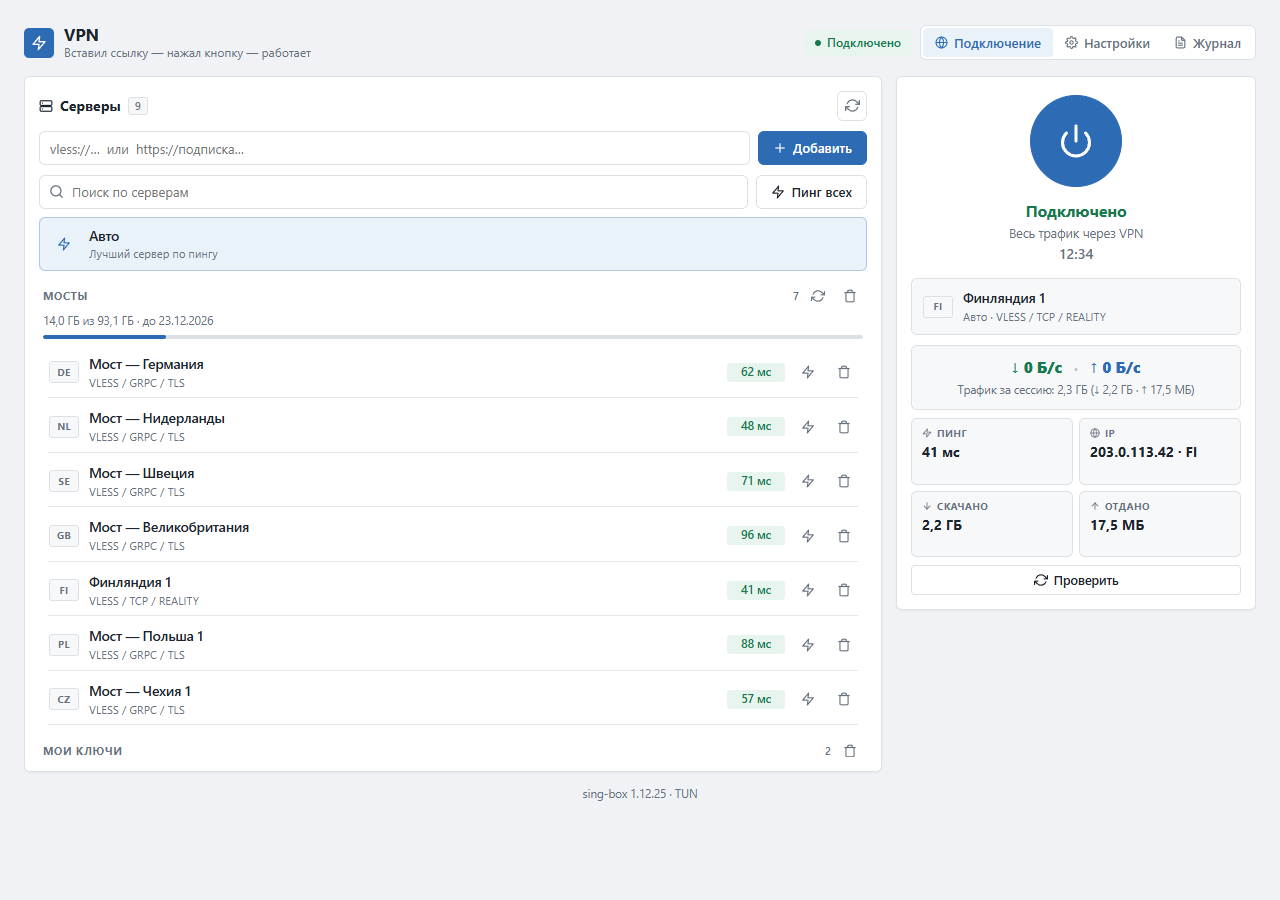 VPN
Вставил ссылку — нажал кнопку — работает
Подключено
Подключение
Настройки
Журнал
Серверы 9
vless://... или https://подписка...
Добавить
Поиск по серверам
Пинг всех
Авто
Лучший сервер по пингу
МОСТЫ 7
14,0 ГБ из 93,1 ГБ · до 23.12.2026
DE Мост — Германия 62 мс
VLESS / GRPC / TLS
NL Мост — Нидерланды 48 мс
VLESS / GRPC / TLS
SE Мост — Швеция 71 мс
VLESS / GRPC / TLS
GB Мост — Великобритания 96 мс
VLESS / GRPC / TLS
FI Финляндия 1 41 мс
VLESS / TCP / REALITY
PL Мост — Польша 1 88 мс
VLESS / GRPC / TLS
CZ Мост — Чехия 1 57 мс
VLESS / GRPC / TLS
МОИ КЛЮЧИ 2
Подключено
Весь трафик через VPN
12:34
FI Финляндия 1
Авто · VLESS / TCP / REALITY
↓ 0 Б/с · ↑ 0 Б/с
Трафик за сессию: 2,3 ГБ (↓ 2,2 ГБ · ↑ 17,5 МБ)
ПИНГ
41 мс
IP
203.0.113.42 · FI
СКАЧАНО
2,2 ГБ
ОТДАНО
17,5 МБ
Проверить
sing-box 1.12.25 · TUN